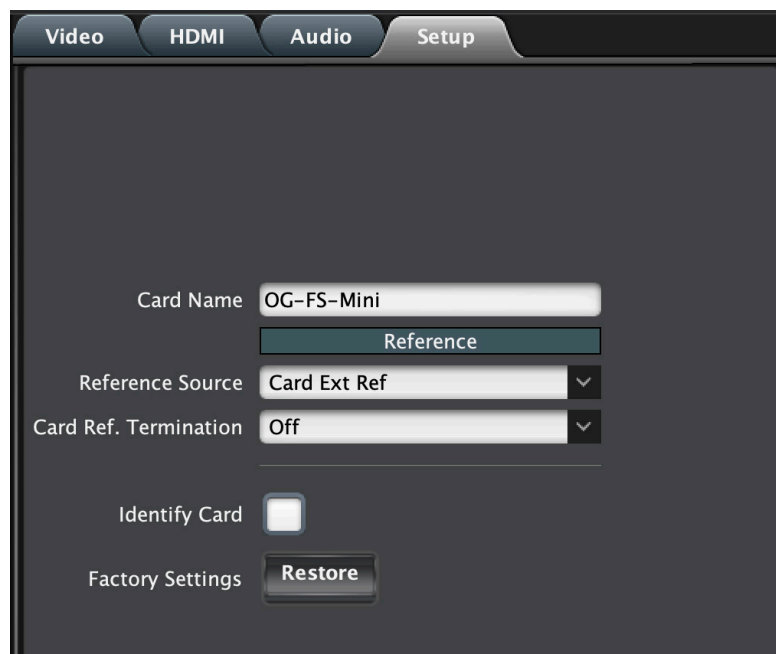 Video HDMI Audio Setup
Card Name OG-FS-Mini
Reference
Reference Source Card Ext Ref
Card Ref. Termination Off
Identify Card
Factory Settings Restore